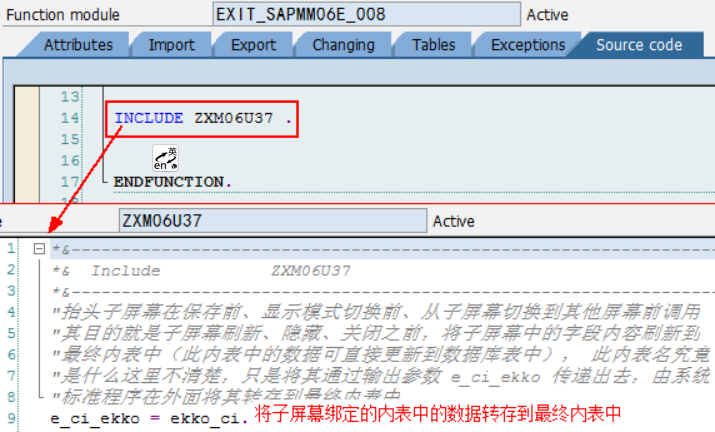 Function module EXIT_SAPMM06E_008 Active
Attributes Import Export Changing Tables Exceptions Source code
13
14 INCLUDE ZXM06U37 .
15
16
英
en
17 ENDFUNCTION.
ZXM06U37 Active
1 *&---------------------------------------------------------------------
2 *& Include ZXM06U37
3 *&---------------------------------------------------------------------
4 "抬头子屏幕在保存前、显示模式切换前、从子屏幕切换到其他屏幕前调用
5 "其目的就是子屏幕刷新、隐藏、关闭之前，将子屏幕中的字段内容刷新到
6 "最终内表中（此内表中的数据可直接更新到数据库表中）， 此内表名究竟
7 "是什么这里不清楚，只是将其通过输出参数 e_ci_ekko 传递出去，由系统
8 "标准程序在外面将其转存到最终内表中
9 e_ci_ekko = ekko_ci. 将子屏幕绑定的内表中的数据转存到最终内表中